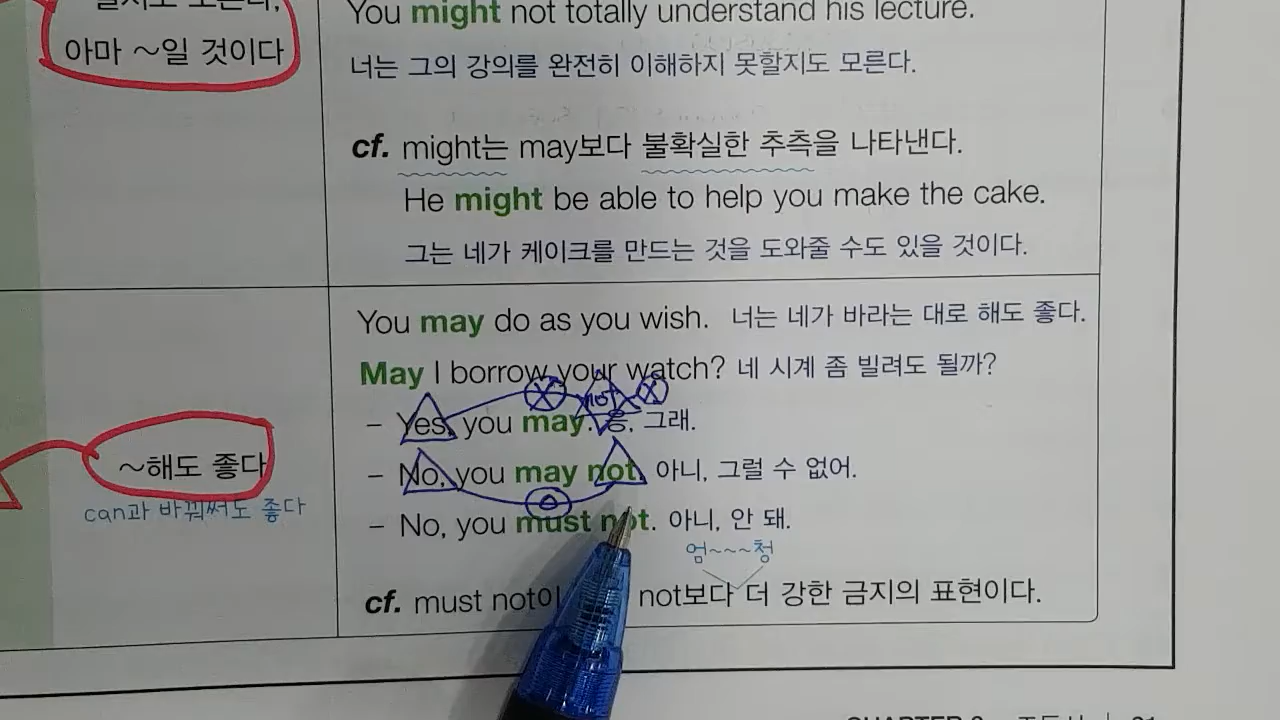 아마 ~일 것이다
~해도 좋다
can과 바꿔써도 좋다
You might not totally understand his lecture.
너는 그의 강의를 완전히 이해하지 못할지도 모른다.
cf. might는 may보다 불확실한 추측을 나타낸다.
He might be able to help you make the cake.
그는 네가 케이크를 만드는 것을 도와줄 수도 있을 것이다.
You may do as you wish. 너는 네가 바라는 대로 해도 좋다.
May I borrow your watch? 네 시계 좀 빌려도 될까?
not
– Yes, you may. 응, 그래.
– No, you may not. 아니, 그럴 수 없어.
– No, you must not. 아니, 안 돼.
엄~~~청
cf. must not이 not보다 더 강한 금지의 표현이다.